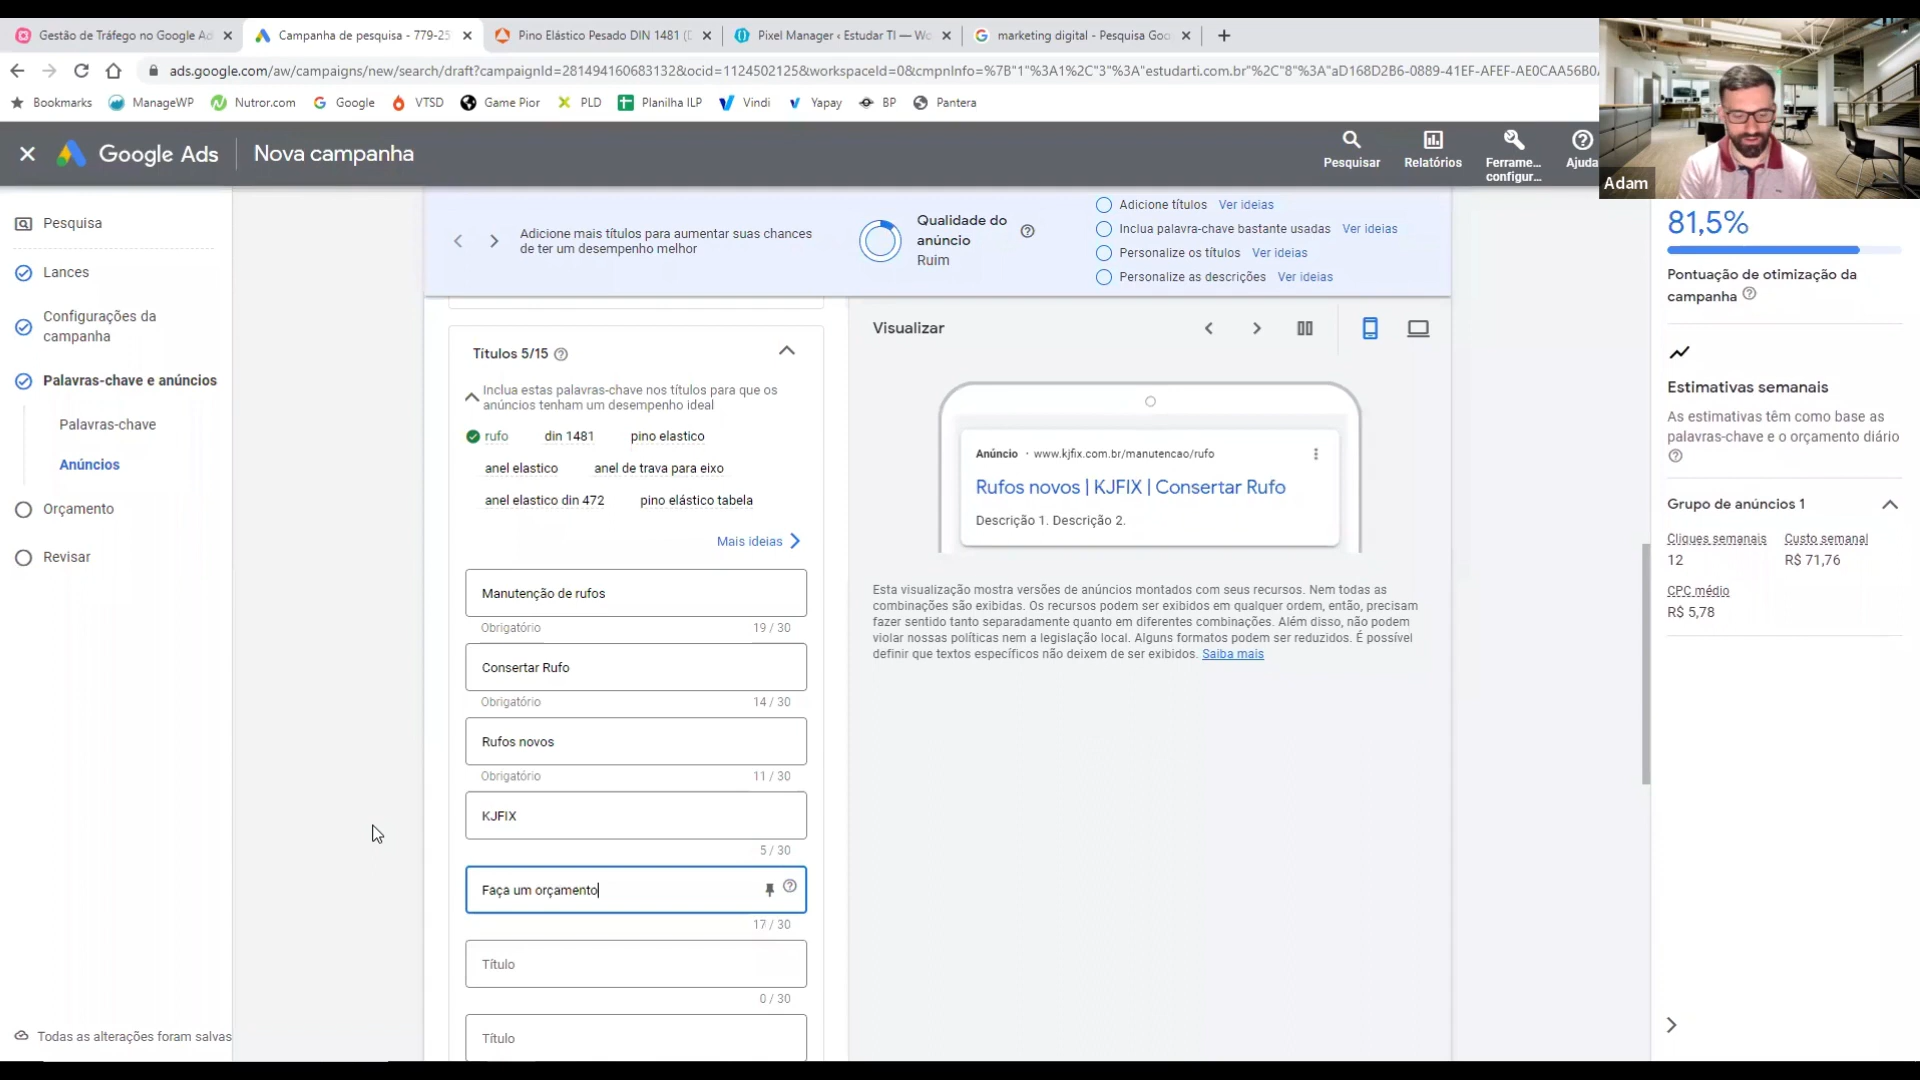 Gestão de Tráfego no Google Ad
Campanha de pesquisa - 779-25
Pino Elástico Pesado DIN 1481 (
Pixel Manager ‹ Estudar TI — Wo
marketing digital - Pesquisa Goo
ads.google.com/aw/campaigns/new/search/draft?campaignId=281494160683132&ocid=1124502125&workspaceId=0&cmpnInfo=%7B"1"%3A1%2C"3"%3A"estudarti.com.br"%2C"8"%3A"aD168D2B6-0889-41EF-AFEF-AE0CAA56B0
Bookmarks
ManageWP
Nutror.com
Google
VTSD
Game Pior
PLD
Planilha ILP
Vindi
Yapay
BP
Pantera
Google Ads
Nova campanha
Pesquisar
Relatórios
Ferrame...
configur...
Ajuda
Adam
Pesquisa
Lances
Configurações da
campanha
Palavras-chave e anúncios
Palavras-chave
Anúncios
Orçamento
Revisar
Todas as alterações foram salvas
Adicione mais títulos para aumentar suas chances
de ter um desempenho melhor
Qualidade do
anúncio
Ruim
Adicione títulos Ver ideias
Inclua palavra-chave bastante usadas Ver ideias
Personalize os títulos Ver ideias
Personalize as descrições Ver ideias
Títulos 5/15
Inclua estas palavras-chave nos títulos para que os
anúncios tenham um desempenho ideal
rufo din 1481 pino elastico
anel elastico anel de trava para eixo
anel elastico din 472 pino elástico tabela
Mais ideias
Manutenção de rufos
Obrigatório 19 / 30
Consertar Rufo
Obrigatório 14 / 30
Rufos novos
Obrigatório 11 / 30
KJFIX
5 / 30
Faça um orçamento
17 / 30
Título
0 / 30
Título
Visualizar
Anúncio · www.kjfix.com.br/manutencao/rufo
Rufos novos | KJFIX | Consertar Rufo
Descrição 1. Descrição 2.
Esta visualização mostra versões de anúncios montados com seus recursos. Nem todas as
combinações são exibidas. Os recursos podem ser exibidos em qualquer ordem, então, precisam
fazer sentido tanto separadamente quanto em diferentes combinações. Além disso, não podem
violar nossas políticas nem a legislação local. Alguns formatos podem ser reduzidos. É possível
definir que textos específicos não deixem de ser exibidos. Saiba mais
81,5%
Pontuação de otimização da
campanha
Estimativas semanais
As estimativas têm como base as
palavras-chave e o orçamento diário
Grupo de anúncios 1
Cliques semanais Custo semanal
12 R$ 71,76
CPC médio
R$ 5,78